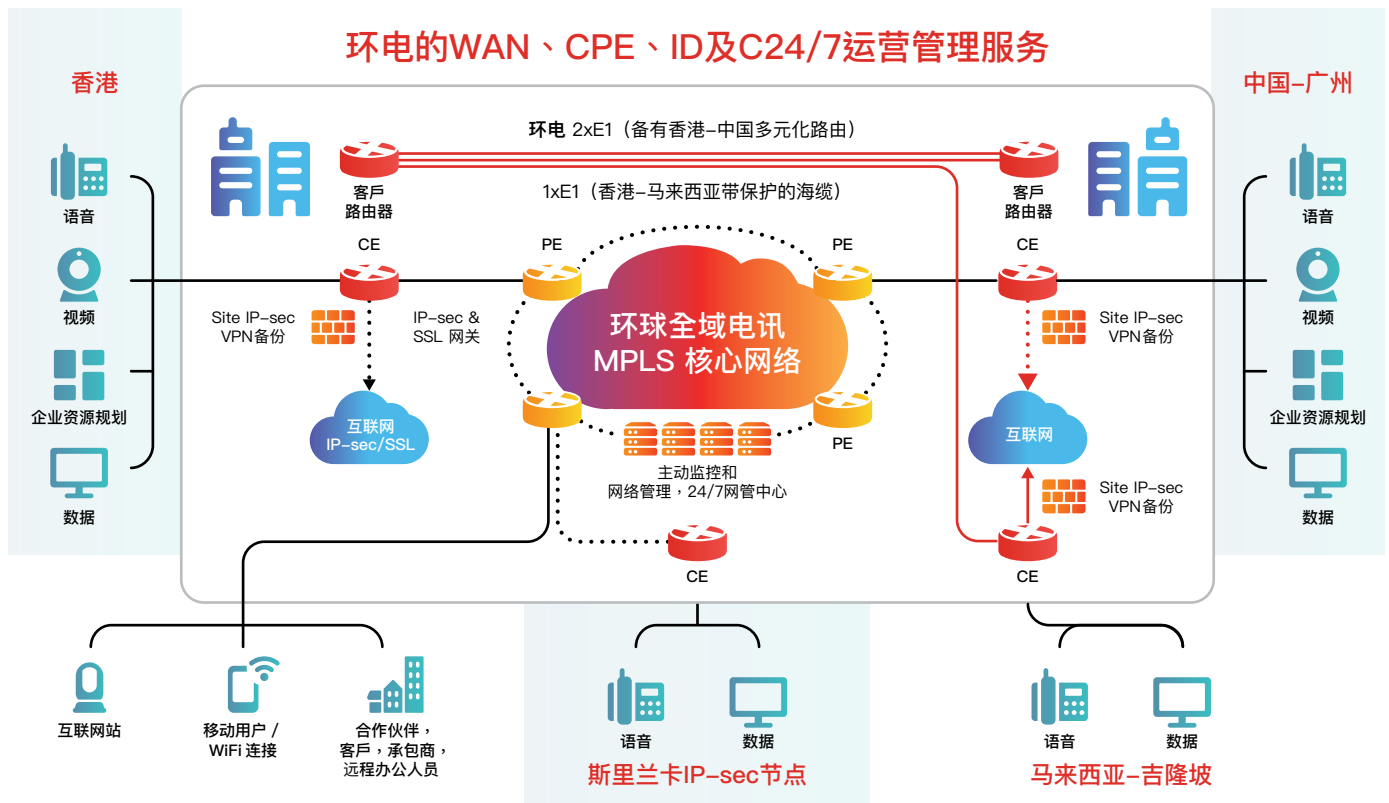 环电的WAN、CPE、ID及C24/7运营管理服务
香港
中国-广州
环电 2xE1（备有香港-中国多元化路由）
1xE1（香港-马来西亚带保护的海缆）
客戶
路由器
客戶
路由器
语音
视频
企业资源规划
数据
CE
PE
PE
CE
Site IP-sec
VPN备份
IP-sec &
SSL 网关
环球全域电讯
MPLS 核心网络
Site IP-sec
VPN备份
互联网
IP-sec/SSL
PE
互联网
主动监控和
网络管理，24/7网管中心
Site IP-sec
VPN备份
CE
CE
语音
视频
企业资源规划
数据
互联网站
移动用户 /
WiFi 连接
合作伙伴，
客戶，承包商，
远程办公人员
语音
数据
斯里兰卡IP-sec节点
语音
数据
马来西亚-吉隆坡